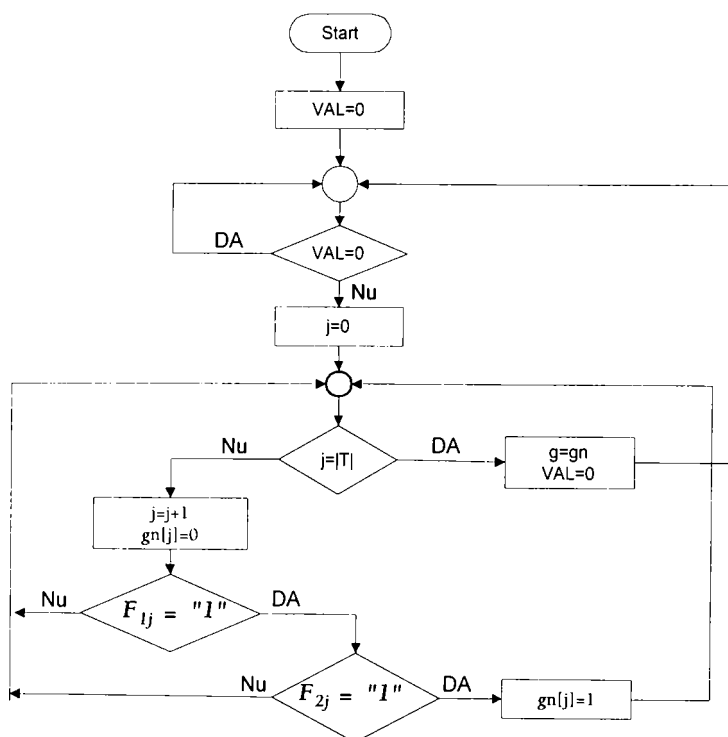 Start
VAL=0
DA
VAL=0
Nu
j=0
Nu
j=|T|
DA
g=gn
VAL=0
j=j+1
gn[j]=0
Nu
F1j = "1"
DA
Nu
F2j = "1"
DA
gn[j]=1